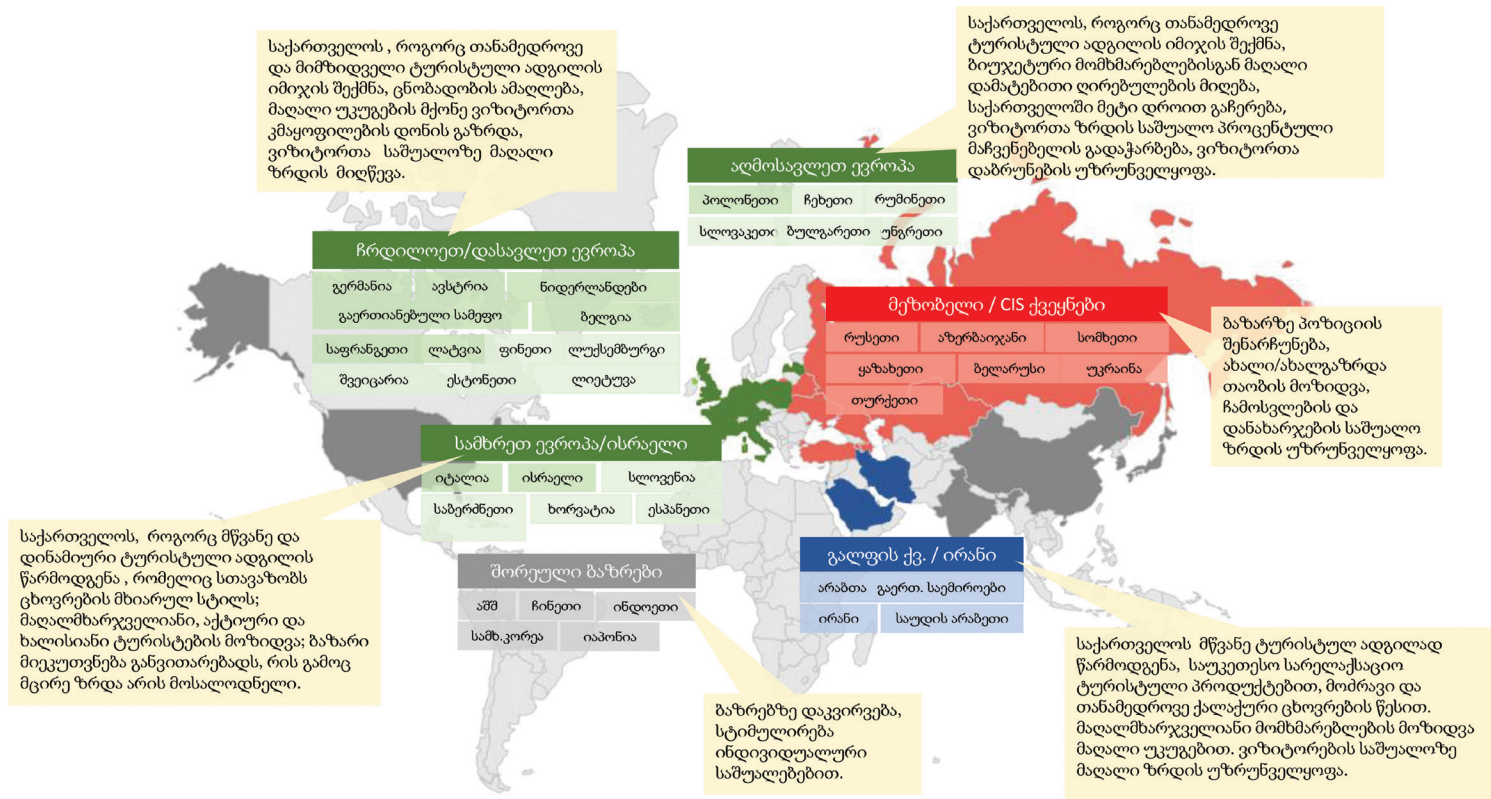 საქართველოს , როგორც თანამედროვე
და მიმზიდველი ტურისტული ადგილის
იმიჯის შექმნა, ცნობადობის ამაღლება,
მაღალი უკუგების მქონე ვიზიტორთა
კმაყოფილების დონის გაზრდა,
ვიზიტორთა საშუალოზე მაღალი
ზრდის მიღწევა.
საქართველოს, როგორც თანამედროვე
ტურისტული ადგილის იმიჯის შექმნა,
ბიუჯეტური მომხმარებლებისგან მაღალი
დამატებითი ღირებულების მიღება,
საქართველოში მეტი დროით გაჩერება,
ვიზიტორთა ზრდის საშუალო პროცენტული
მაჩვენებელის გადაჭარბება, ვიზიტორთა
დაბრუნების უზრუნველყოფა.
აღმოსავლეთ ევროპა
პოლონეთი ჩეხეთი რუმინეთი
სლოვაკეთი ბულგარეთი უნგრეთი
ჩრდილოეთ/დასავლეთ ევროპა
გერმანია ავსტრია ნიდერლანდები
გაერთიანებული სამეფო ბელგია
საფრანგეთი ლატვია ფინეთი ლუქსემბურგი
შვეიცარია ესტონეთი ლიეტუვა
მეზობელი / CIS ქვეყნები
რუსეთი აზერბაიჯანი სომხეთი
ყაზახეთი ბელარუსი უკრაინა
თურქეთი
ბაზარზე პოზიციის
შენარჩუნება,
ახალი/ახალგაზრდა
თაობის მოზიდვა,
ჩამოსვლების და
დანახარჯების საშუალო
ზრდის უზრუნველყოფა.
სამხრეთ ევროპა/ისრაელი
იტალია ისრაელი სლოვენია
საბერძნეთი ხორვატია ესპანეთი
საქართველოს, როგორც მწვანე და
დინამიური ტურისტული ადგილის
წარმოდგენა , რომელიც სთავაზობს
ცხოვრების მხიარულ სტილს;
მაღალმხარჯველიანი, აქტიური და
ხალისიანი ტურისტების მოზიდვა; ბაზარი
მიეკუთვნება განვითარებადს, რის გამოც
მცირე ზრდა არის მოსალოდნელი.
შორეული ბაზრები
აშშ ჩინეთი ინდოეთი
სამხ.კორეა იაპონია
ბაზრებზე დაკვირვება,
სტიმულირება
ინდივიდუალური
საშუალებებით.
გალფის ქვ. / ირანი
არაბთა გაერთ. საემიროები
ირანი საუდის არაბეთი
საქართველოს მწვანე ტურისტულ ადგილად
წარმოდგენა, საუკეთესო სარელაქსაციო
ტურისტული პროდუქტებით, მოძრავი და
თანამედროვე ქალაქური ცხოვრების წესით.
მაღალმხარჯველიანი მომხმარებლების მოზიდვა
მაღალი უკუგებით. ვიზიტორების საშუალოზე
მაღალი ზრდის უზრუნველყოფა.